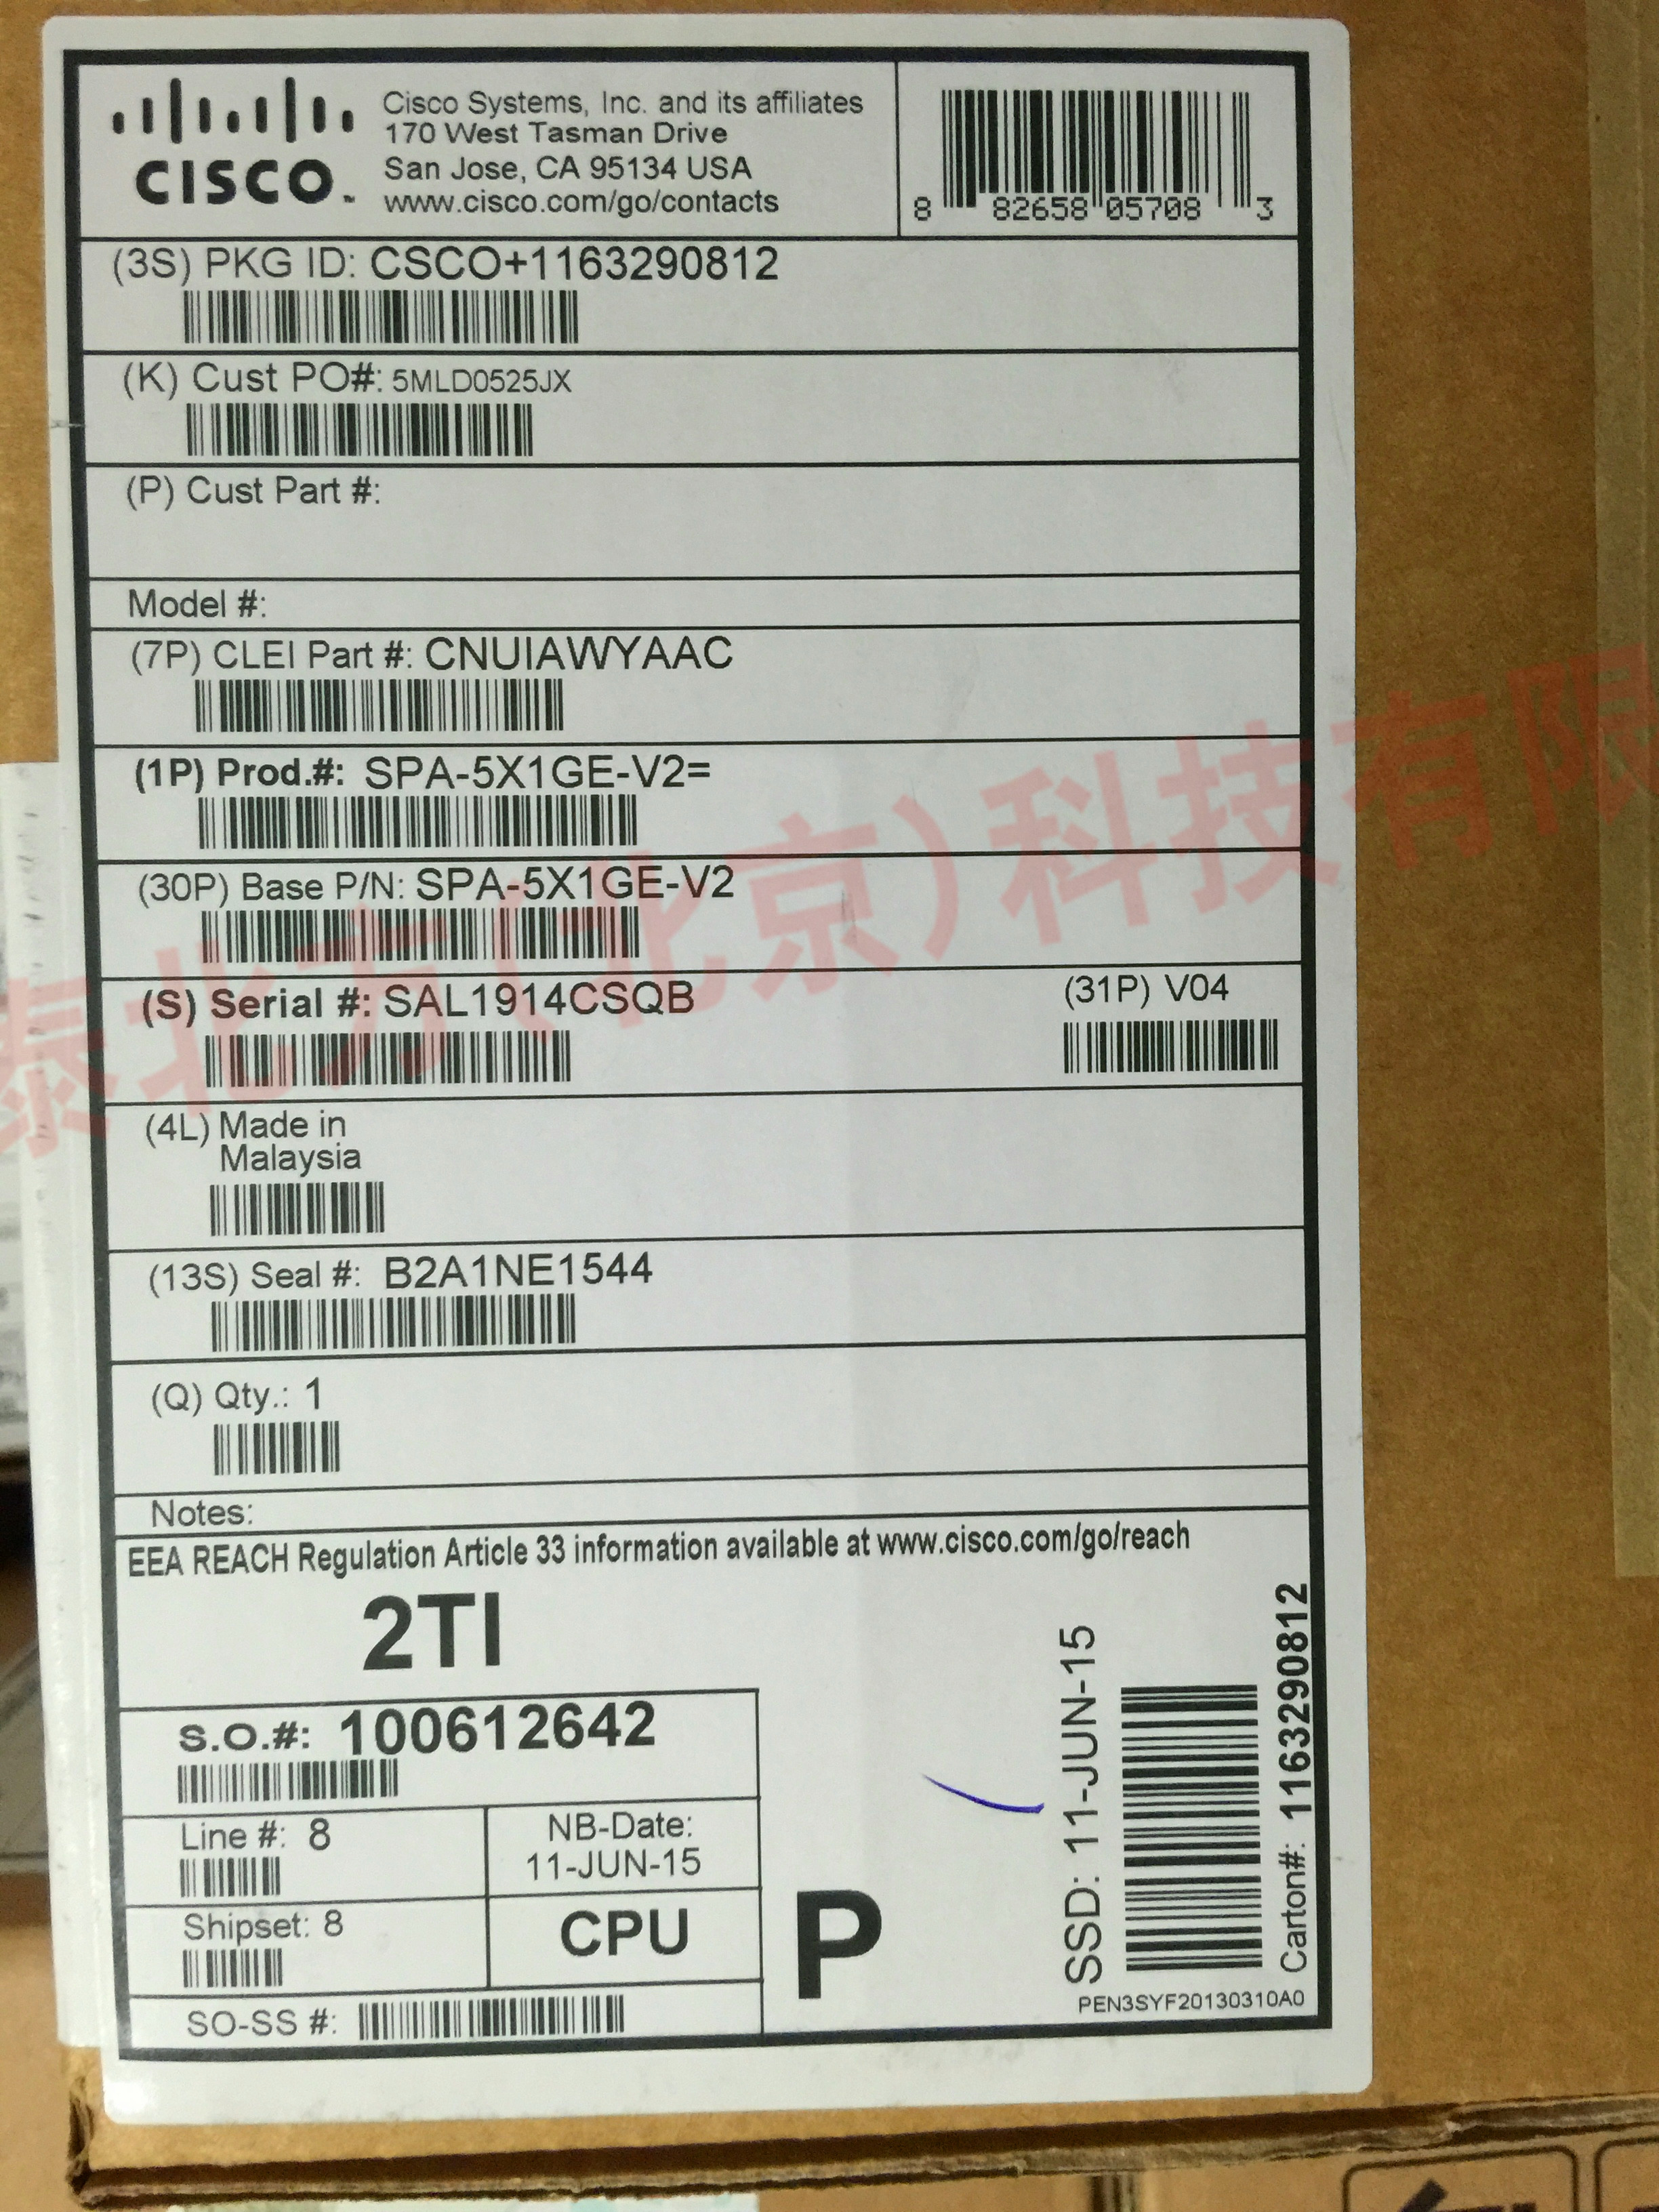 CISCO
Cisco Systems, Inc. and its affiliates
170 West Tasman Drive
San Jose, CA 95134 USA
www.cisco.com/go/contacts
8 82658 05708 3
(3S) PKG ID: CSCO+1163290812
(K) Cust PO#: 5MLD0525JX
(P) Cust Part #:
Model #:
(7P) CLEI Part #: CNUIAWYAAC
(1P) Prod.#: SPA-5X1GE-V2=
(30P) Base P/N: SPA-5X1GE-V2
(S) Serial #: SAL1914CSQB
(31P) V04
(4L) Made in
Malaysia
(13S) Seal #: B2A1NE1544
(Q) Qty.: 1
Notes:
EEA REACH Regulation Article 33 information available at www.cisco.com/go/reach
2TI
S.O.#: 100612642
Line #: 8
NB-Date:
11-JUN-15
Shipset: 8
CPU
SO-SS #:
P
SSD: 11-JUN-15
Carton#: 1163290812
PEN3SYF20130310A0
泰北方(北京)科技有限